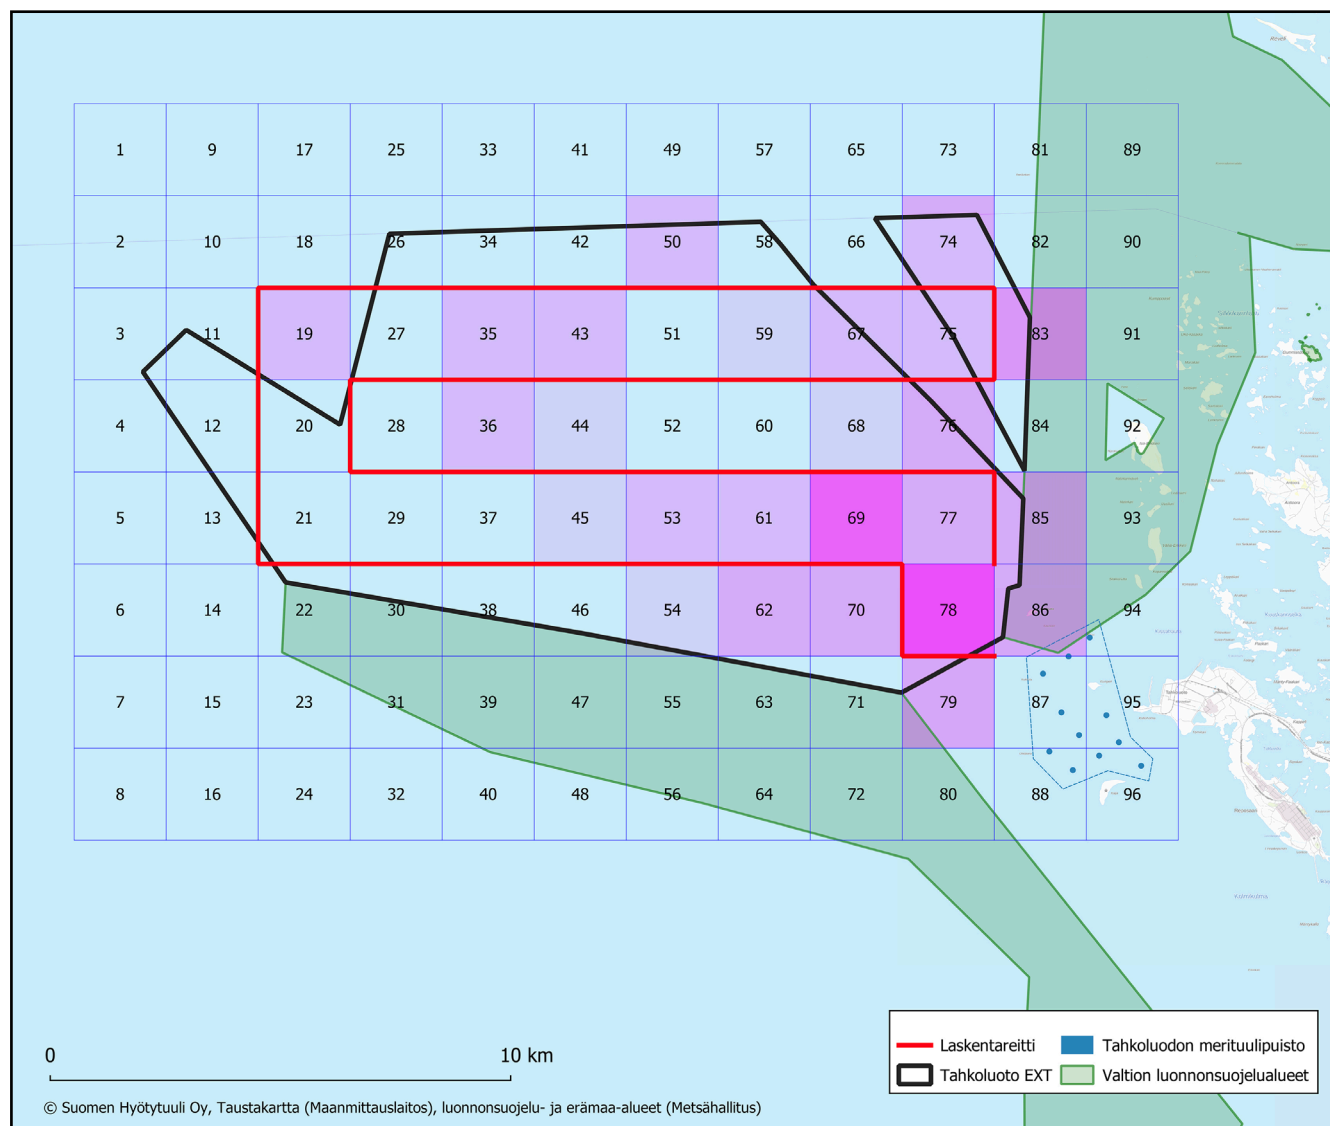 1 9 17 25 33 41 49 57 65 73 81 89
2 10 18 26 34 42 50 58 66 74 82 90
3 11 19 27 35 43 51 59 67 75 83 91
4 12 20 28 36 44 52 60 68 76 84 92
5 13 21 29 37 45 53 61 69 77 85 93
6 14 22 30 38 46 54 62 70 78 86 94
7 15 23 31 39 47 55 63 71 79 87 95
8 16 24 32 40 48 56 64 72 80 88 96
0 10 km
Laskentareitti Tahkoluodon merituulipuisto
Tahkoluoto EXT Valtion luonnonsuojelualueet
© Suomen Hyötytuuli Oy, Taustakartta (Maanmittauslaitos), luonnonsuojelu- ja erämaa-alueet (Metsähallitus)